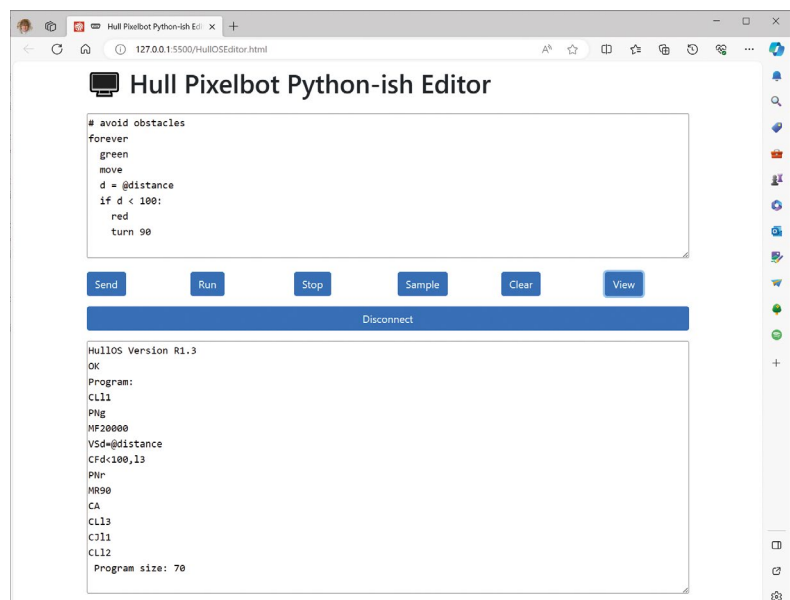 Hull Pixelbot Python-ish Edi
127.0.0.1:5500/HullOSEditor.html
Hull Pixelbot Python-ish Editor
# avoid obstacles
forever
  green
  move
  d = @distance
  if d < 100:
    red
    turn 90
Send Run Stop Sample Clear View
Disconnect
HullOS Version R1.3
OK
Program:
CLl1
PNg
MF20000
VSd=@distance
CFd<100,l3
PNr
MR90
CA
CLl3
CJl1
CLl2
 Program size: 70